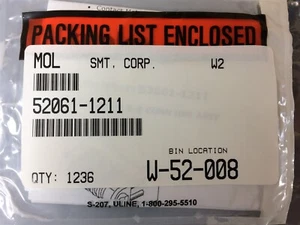 PACKING LIST ENCLOSED
MOL SMT. CORP. W2
52061-1211
BIN LOCATION
QTY: 1236 W-52-008
S-207, ULINE, 1-800-295-5510